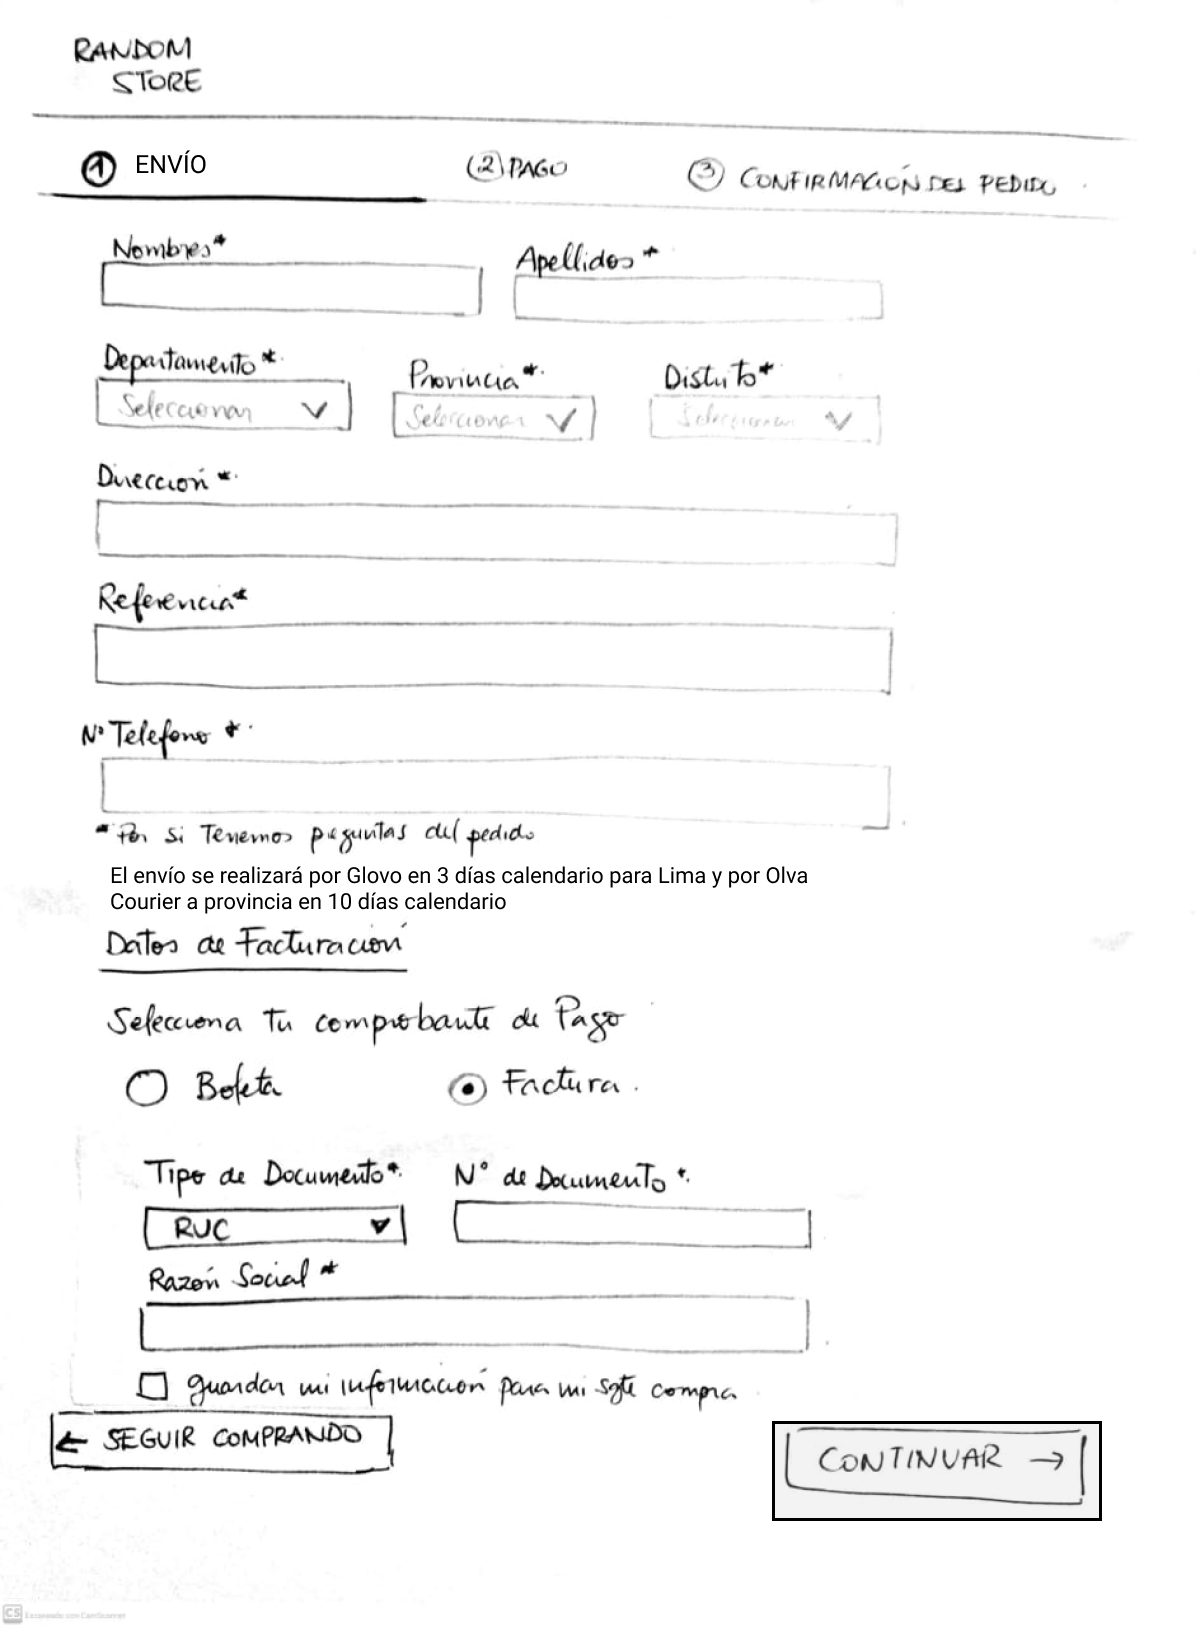 RANDOM
STORE
1 ENVÍO
(2) PAGO
3 CONFIRMACIÓN DEL PEDIDO
Nombres*
Apellidos*
Departamento*
Provincia*
Distrito*
Seleccionar
Seleccionar
Seleccionar
Dirección*
Referencia*
N° Telefono*
* Por si Tenemos preguntas del pedido
El envío se realizará por Glovo en 3 días calendario para Lima y por Olva
Courier a provincia en 10 días calendario
Datos de Facturación
Selecciona tu comprobante de Pago
Boleta
Factura.
Tipo de Documento*
N° de Documento*
RUC
Razón Social*
guardar mi información para mi sgte compra
← SEGUIR COMPRANDO
CONTINUAR →
CS Escaneado con CamScanner